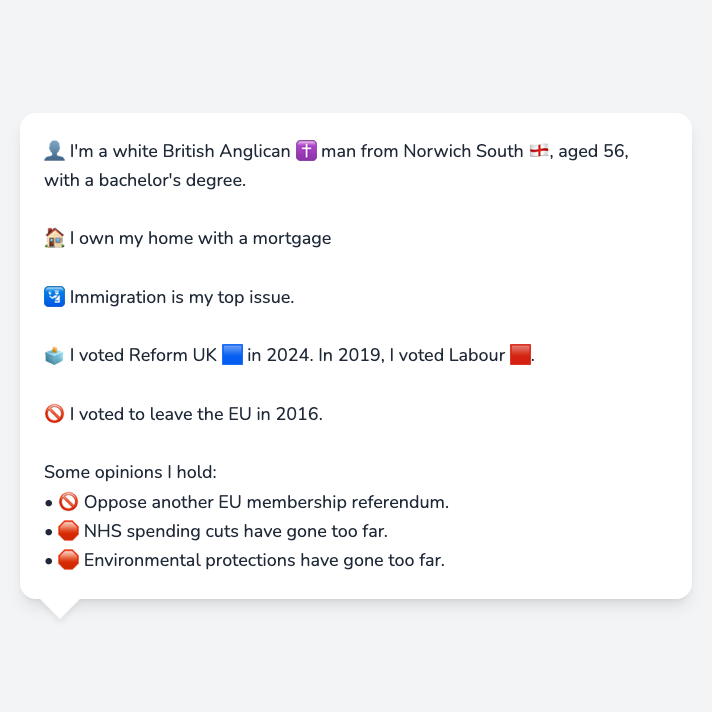 👤 I'm a white British Anglican ✝️ man from Norwich South 🏴󠁧󠁢󠁥󠁮󠁧󠁿, aged 56,
with a bachelor's degree.
🏠 I own my home with a mortgage
🛂 Immigration is my top issue.
🗳️ I voted Reform UK 🟦 in 2024. In 2019, I voted Labour 🟥.
🚫 I voted to leave the EU in 2016.
Some opinions I hold:
• 🚫 Oppose another EU membership referendum.
• 🛑 NHS spending cuts have gone too far.
• 🛑 Environmental protections have gone too far.